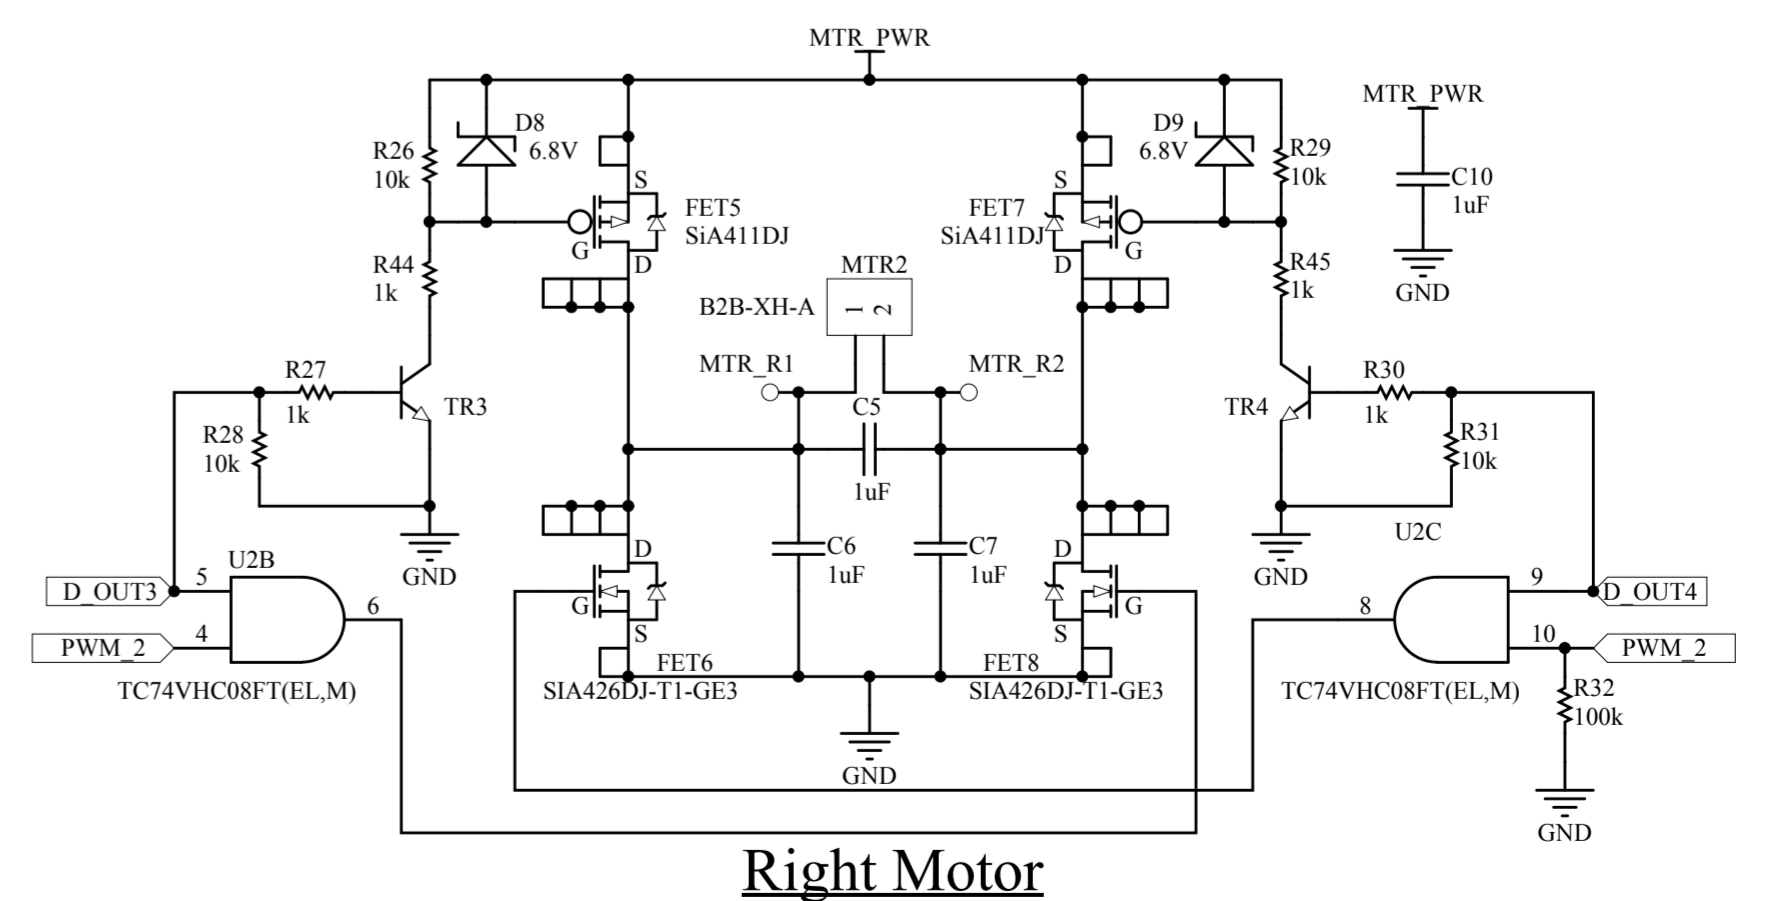 MTR_PWR
MTR_PWR
D8
6.8V
D9
6.8V
R26
10k
R29
10k
C10
1uF
S
S
FET5
SiA411DJ
FET7
SiA411DJ
G
G
D
D
R44
1k
R45
1k
MTR2
GND
B2B-XH-A
1
2
MTR_R1
MTR_R2
R27
1k
R30
1k
TR3
TR4
C5
1uF
R28
10k
R31
10k
U2C
U2B
GND
GND
D
D
C6
1uF
C7
1uF
G
G
S
S
D_OUT3
5
6
8
9
D_OUT4
PWM_2
4
10
PWM_2
FET6
SIA426DJ-T1-GE3
FET8
SIA426DJ-T1-GE3
TC74VHC08FT(EL,M)
TC74VHC08FT(EL,M)
R32
100k
GND
GND
Right Motor